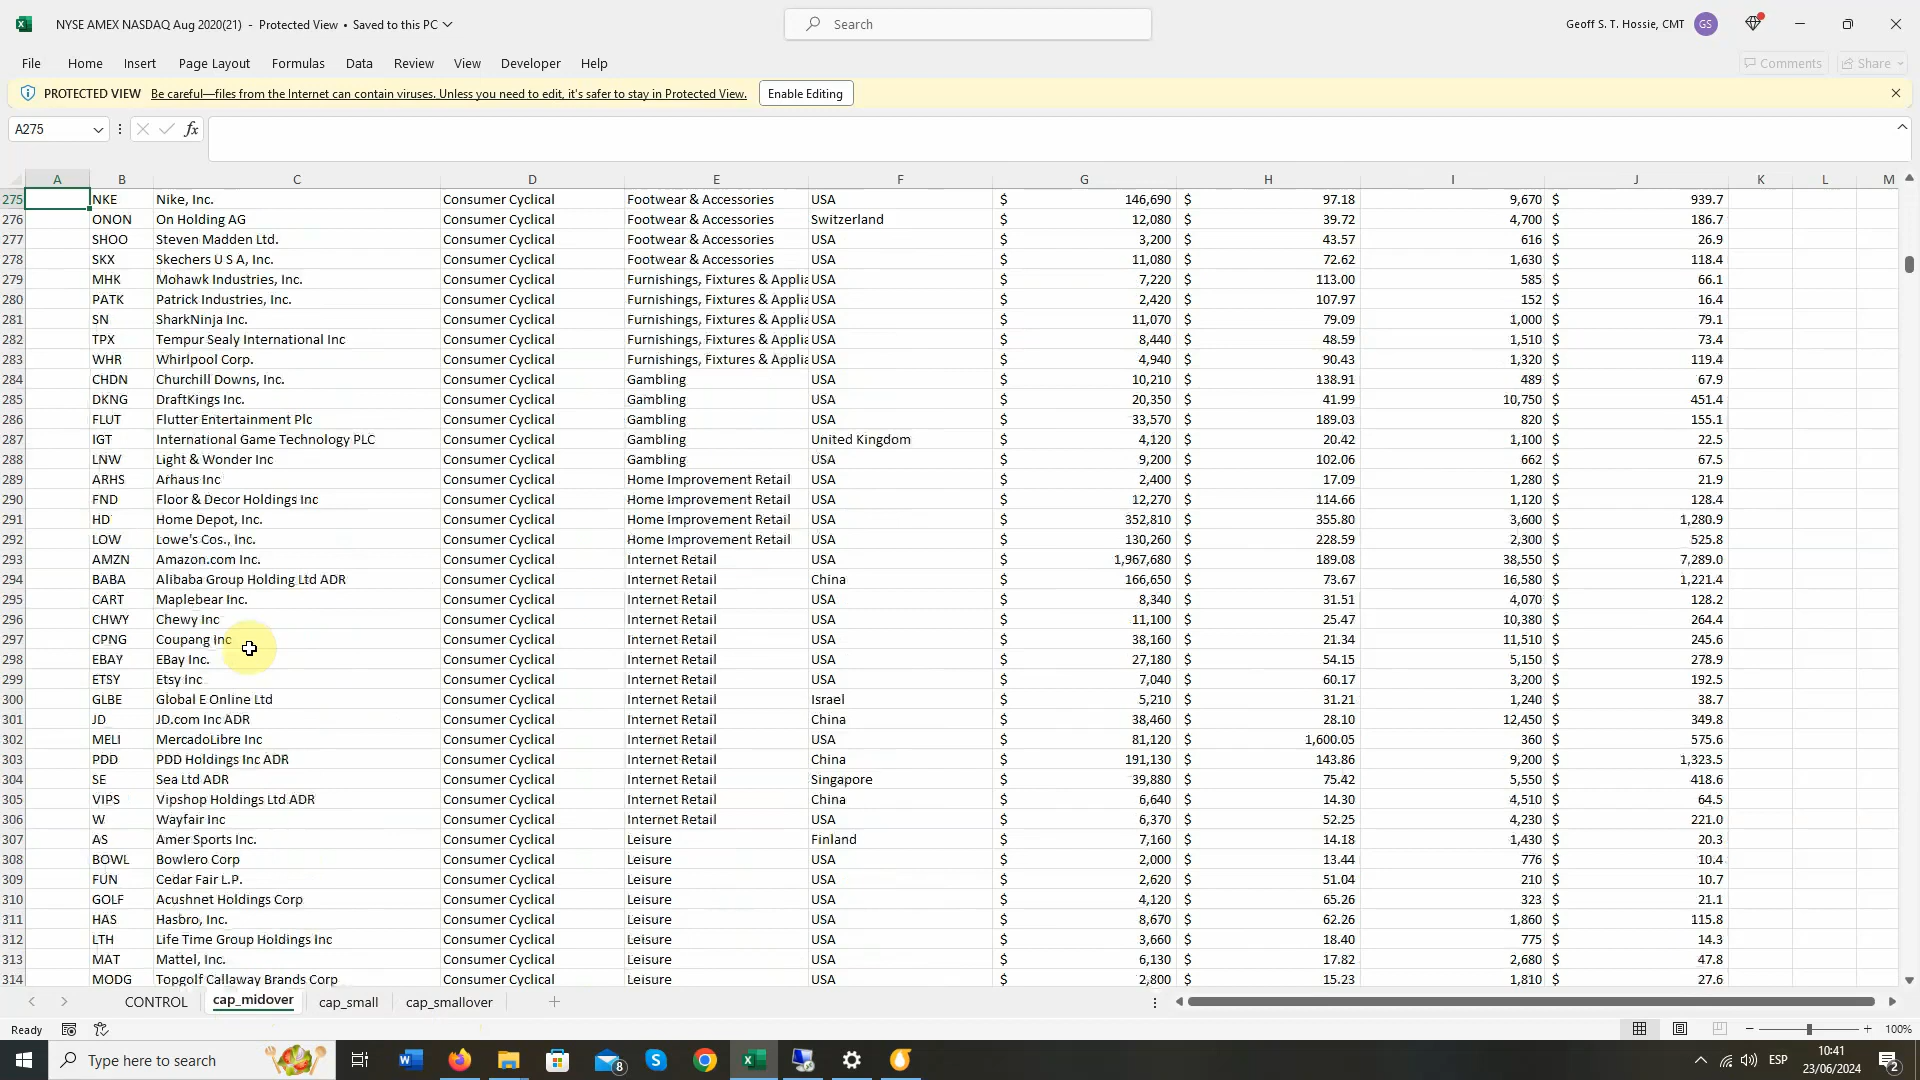 NYSE AMEX NASDAQ Aug 2020(21) - Protected View • Saved to this PC
Search
Geoff S. T. Hossie, CMT GS
File Home Insert Page Layout Formulas Data Review View Developer Help Comments Share
PROTECTED VIEW Be careful—files from the Internet can contain viruses. Unless you need to edit, it's safer to stay in Protected View. Enable Editing
A275 fx
A B C D E F G H I J K L M
275 NKE Nike, Inc. Consumer Cyclical Footwear & Accessories USA $ 146,690 $ 97.18 9,670 $ 939.7
276 ONON On Holding AG Consumer Cyclical Footwear & Accessories Switzerland $ 12,080 $ 39.72 4,700 $ 186.7
277 SHOO Steven Madden Ltd. Consumer Cyclical Footwear & Accessories USA $ 3,200 $ 43.57 616 $ 26.9
278 SKX Skechers U S A, Inc. Consumer Cyclical Footwear & Accessories USA $ 11,080 $ 72.62 1,630 $ 118.4
279 MHK Mohawk Industries, Inc. Consumer Cyclical Furnishings, Fixtures & Applia USA $ 7,220 $ 113.00 585 $ 66.1
280 PATK Patrick Industries, Inc. Consumer Cyclical Furnishings, Fixtures & Applia USA $ 2,420 $ 107.97 152 $ 16.4
281 SN SharkNinja Inc. Consumer Cyclical Furnishings, Fixtures & Applia USA $ 11,070 $ 79.09 1,000 $ 79.1
282 TPX Tempur Sealy International Inc Consumer Cyclical Furnishings, Fixtures & Applia USA $ 8,440 $ 48.59 1,510 $ 73.4
283 WHR Whirlpool Corp. Consumer Cyclical Furnishings, Fixtures & Applia USA $ 4,940 $ 90.43 1,320 $ 119.4
284 CHDN Churchill Downs, Inc. Consumer Cyclical Gambling USA $ 10,210 $ 138.91 489 $ 67.9
285 DKNG DraftKings Inc. Consumer Cyclical Gambling USA $ 20,350 $ 41.99 10,750 $ 451.4
286 FLUT Flutter Entertainment Plc Consumer Cyclical Gambling USA $ 33,570 $ 189.03 820 $ 155.1
287 IGT International Game Technology PLC Consumer Cyclical Gambling United Kingdom $ 4,120 $ 20.42 1,100 $ 22.5
288 LNW Light & Wonder Inc Consumer Cyclical Gambling USA $ 9,200 $ 102.06 662 $ 67.5
289 ARHS Arhaus Inc Consumer Cyclical Home Improvement Retail USA $ 2,400 $ 17.09 1,280 $ 21.9
290 FND Floor & Decor Holdings Inc Consumer Cyclical Home Improvement Retail USA $ 12,270 $ 114.66 1,120 $ 128.4
291 HD Home Depot, Inc. Consumer Cyclical Home Improvement Retail USA $ 352,810 $ 355.80 3,600 $ 1,280.9
292 LOW Lowe's Cos., Inc. Consumer Cyclical Home Improvement Retail USA $ 130,260 $ 228.59 2,300 $ 525.8
293 AMZN Amazon.com Inc. Consumer Cyclical Internet Retail USA $ 1,967,680 $ 189.08 38,550 $ 7,289.0
294 BABA Alibaba Group Holding Ltd ADR Consumer Cyclical Internet Retail China $ 166,650 $ 73.67 16,580 $ 1,221.4
295 CART Maplebear Inc. Consumer Cyclical Internet Retail USA $ 8,340 $ 31.51 4,070 $ 128.2
296 CHWY Chewy Inc Consumer Cyclical Internet Retail USA $ 11,100 $ 25.47 10,380 $ 264.4
297 CPNG Coupang Inc Consumer Cyclical Internet Retail USA $ 38,160 $ 21.34 11,510 $ 245.6
298 EBAY EBay Inc. Consumer Cyclical Internet Retail USA $ 27,180 $ 54.15 5,150 $ 278.9
299 ETSY Etsy Inc Consumer Cyclical Internet Retail USA $ 7,040 $ 60.17 3,200 $ 192.5
300 GLBE Global E Online Ltd Consumer Cyclical Internet Retail Israel $ 5,210 $ 31.21 1,240 $ 38.7
301 JD JD.com Inc ADR Consumer Cyclical Internet Retail China $ 38,460 $ 28.10 12,450 $ 349.8
302 MELI MercadoLibre Inc Consumer Cyclical Internet Retail USA $ 81,120 $ 1,600.05 360 $ 575.6
303 PDD PDD Holdings Inc ADR Consumer Cyclical Internet Retail China $ 191,130 $ 143.86 9,200 $ 1,323.5
304 SE Sea Ltd ADR Consumer Cyclical Internet Retail Singapore $ 39,880 $ 75.42 5,550 $ 418.6
305 VIPS Vipshop Holdings Ltd ADR Consumer Cyclical Internet Retail China $ 6,640 $ 14.30 4,510 $ 64.5
306 W Wayfair Inc Consumer Cyclical Internet Retail USA $ 6,370 $ 52.25 4,230 $ 221.0
307 AS Amer Sports Inc. Consumer Cyclical Leisure Finland $ 7,160 $ 14.18 1,430 $ 20.3
308 BOWL Bowlero Corp Consumer Cyclical Leisure USA $ 2,000 $ 13.44 776 $ 10.4
309 FUN Cedar Fair L.P. Consumer Cyclical Leisure USA $ 2,620 $ 51.04 210 $ 10.7
310 GOLF Acushnet Holdings Corp Consumer Cyclical Leisure USA $ 4,120 $ 65.26 323 $ 21.1
311 HAS Hasbro, Inc. Consumer Cyclical Leisure USA $ 8,670 $ 62.26 1,860 $ 115.8
312 LTH Life Time Group Holdings Inc Consumer Cyclical Leisure USA $ 3,660 $ 18.40 775 $ 14.3
313 MAT Mattel, Inc. Consumer Cyclical Leisure USA $ 6,130 $ 17.82 2,680 $ 47.8
314 MODG Topgolf Callaway Brands Corp Consumer Cyclical Leisure USA $ 2,800 $ 15.23 1,810 $ 27.6
CONTROL cap_midover cap_small cap_smallover
Ready 100%
Type here to search 8 ESP 10:41
23/06/2024 2